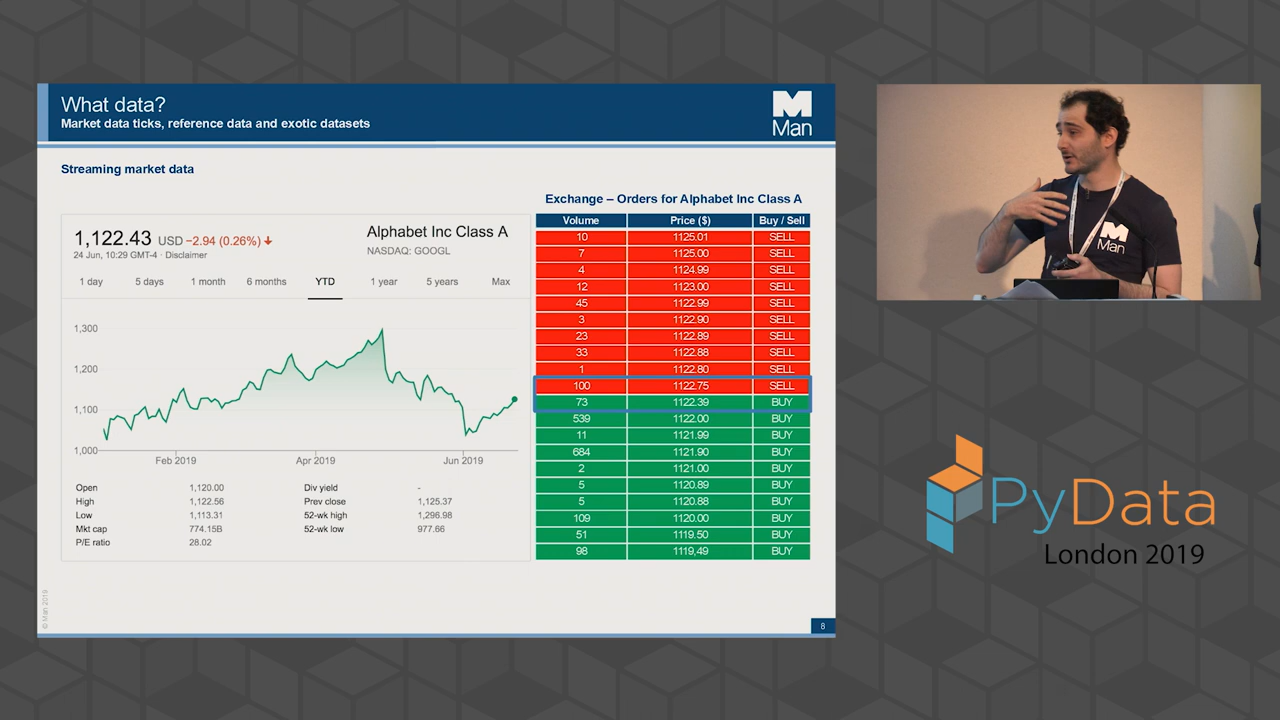 What data?
Market data ticks, reference data and exotic datasets
Man
Streaming market data
1,122.43 USD −2.94 (0.26%)
24 Jun, 10:29 GMT-4 · Disclaimer
Alphabet Inc Class A
NASDAQ: GOOGL
1 day 5 days 1 month 6 months YTD 1 year 5 years Max
1,300
1,200
1,100
1,000
Feb 2019 Apr 2019 Jun 2019
Open 1,120.00 Div yield -
High 1,122.56 Prev close 1,125.37
Low 1,113.31 52-wk high 1,296.98
Mkt cap 774.15B 52-wk low 977.66
P/E ratio 28.02
Exchange – Orders for Alphabet Inc Class A
Volume Price ($) Buy / Sell
10 1125.01 SELL
7 1125.00 SELL
4 1124.99 SELL
12 1123.00 SELL
45 1122.99 SELL
3 1122.90 SELL
23 1122.89 SELL
33 1122.88 SELL
1 1122.80 SELL
100 1122.75 SELL
73 1122.39 BUY
539 1122.00 BUY
11 1121.99 BUY
684 1121.90 BUY
2 1121.00 BUY
5 1120.89 BUY
5 1120.88 BUY
109 1120.00 BUY
51 1119.50 BUY
98 1119,49 BUY
© Man 2019
8
Man
PyData
London 2019